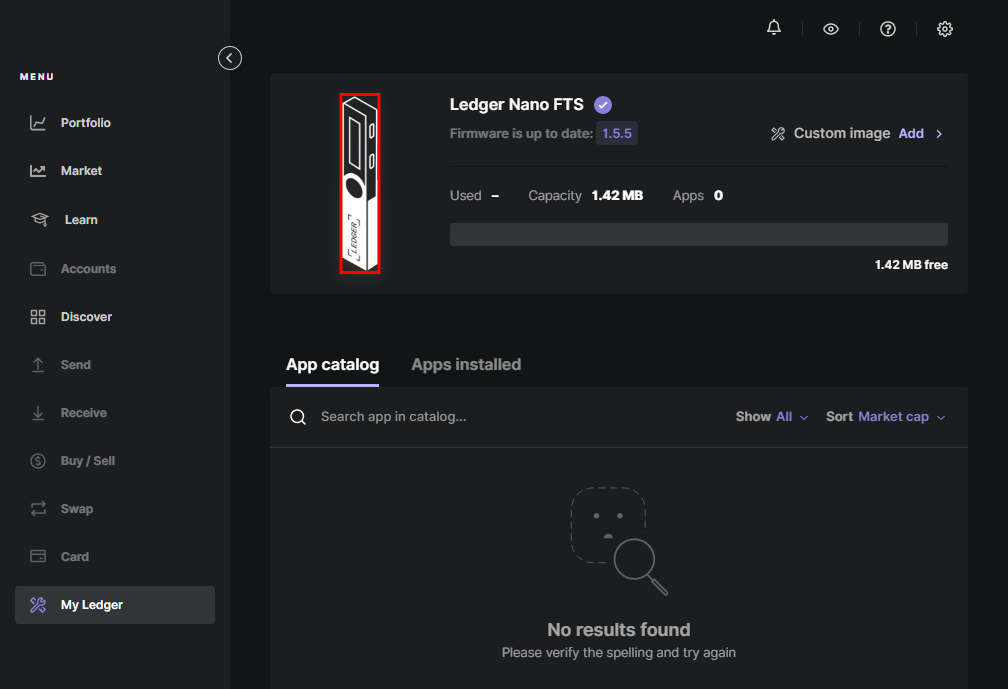 MENU
Portfolio
Market
Learn
Accounts
Discover
Send
Receive
Buy / Sell
Swap
Card
My Ledger
LEDGER
Ledger Nano FTS
Firmware is up to date: 1.5.5
Custom image Add
Used – Capacity 1.42 MB Apps 0
1.42 MB free
App catalog Apps installed
Search app in catalog...
Show All Sort Market cap
No results found
Please verify the spelling and try again